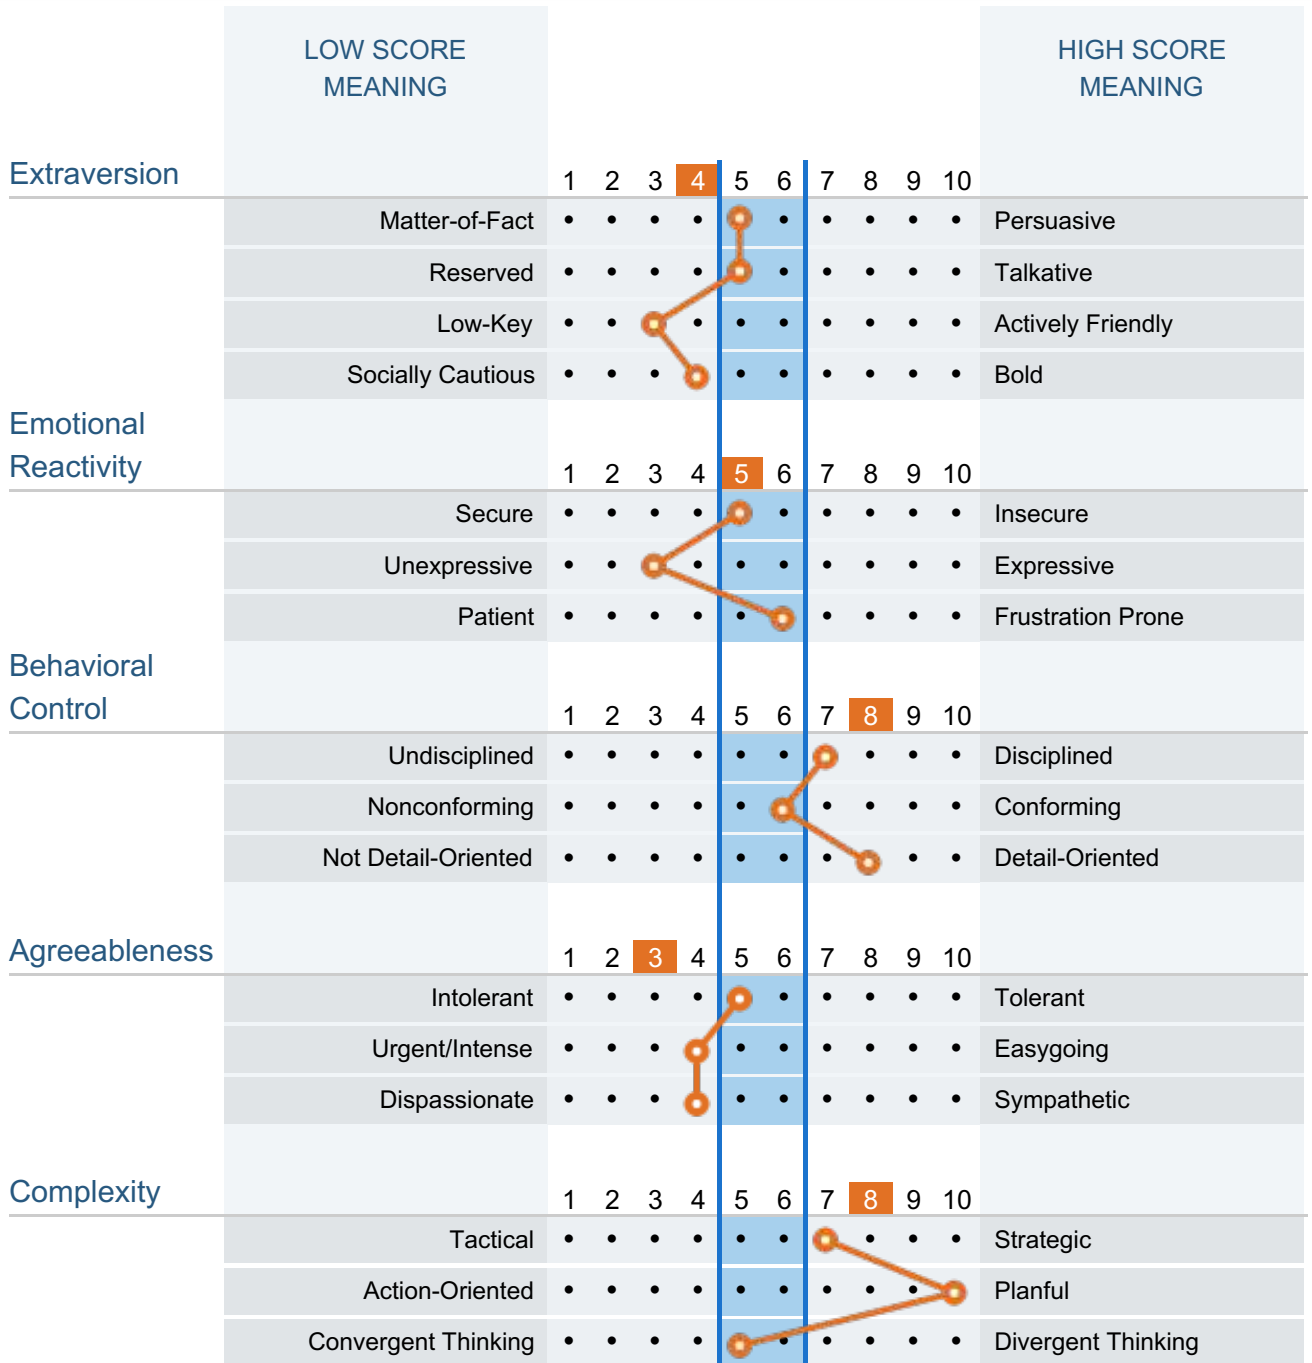 LOW SCORE
MEANING
HIGH SCORE
MEANING
Extraversion
1 2 3 4 5 6 7 8 9 10
Matter-of-Fact Persuasive
Reserved Talkative
Low-Key Actively Friendly
Socially Cautious Bold
Emotional
Reactivity
1 2 3 4 5 6 7 8 9 10
Secure Insecure
Unexpressive Expressive
Patient Frustration Prone
Behavioral
Control
1 2 3 4 5 6 7 8 9 10
Undisciplined Disciplined
Nonconforming Conforming
Not Detail-Oriented Detail-Oriented
Agreeableness
1 2 3 4 5 6 7 8 9 10
Intolerant Tolerant
Urgent/Intense Easygoing
Dispassionate Sympathetic
Complexity
1 2 3 4 5 6 7 8 9 10
Tactical Strategic
Action-Oriented Planful
Convergent Thinking Divergent Thinking